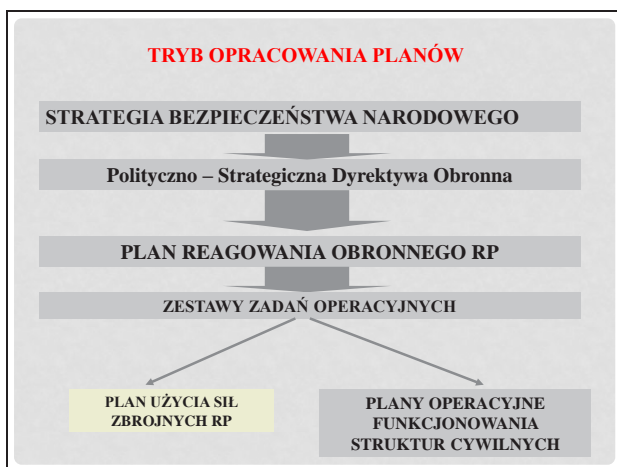 TRYB OPRACOWANIA PLANÓW
STRATEGIA BEZPIECZEŃSTWA NARODOWEGO
Polityczno – Strategiczna Dyrektywa Obronna
PLAN REAGOWANIA OBRONNEGO RP
ZESTAWY ZADAŃ OPERACYJNYCH
PLAN UŻYCIA SIŁ
ZBROJNYCH RP
PLANY OPERACYJNE
FUNKCJONOWANIA
STRUKTUR CYWILNYCH